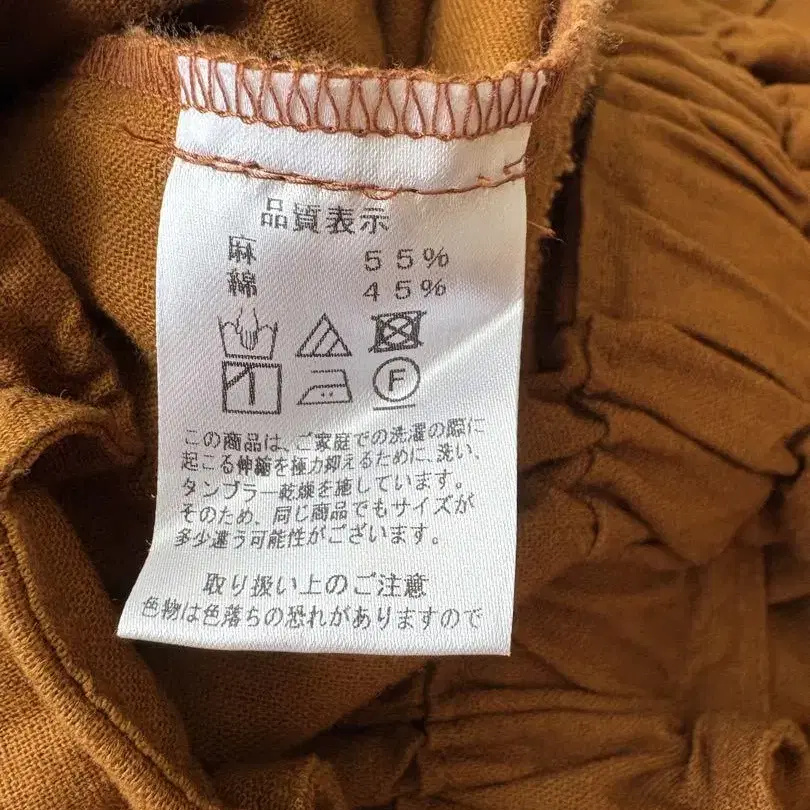 品質表示
麻 55%
綿 45%
F
この商品は、ご家庭での洗濯の際に
起こる伸縮を極力抑えるために、洗い、
タンブラー乾燥を施しています。
そのため、同じ商品でもサイズが
多少違う可能性がございます。
取り扱い上のご注意
色物は色落ちの恐れがありますので